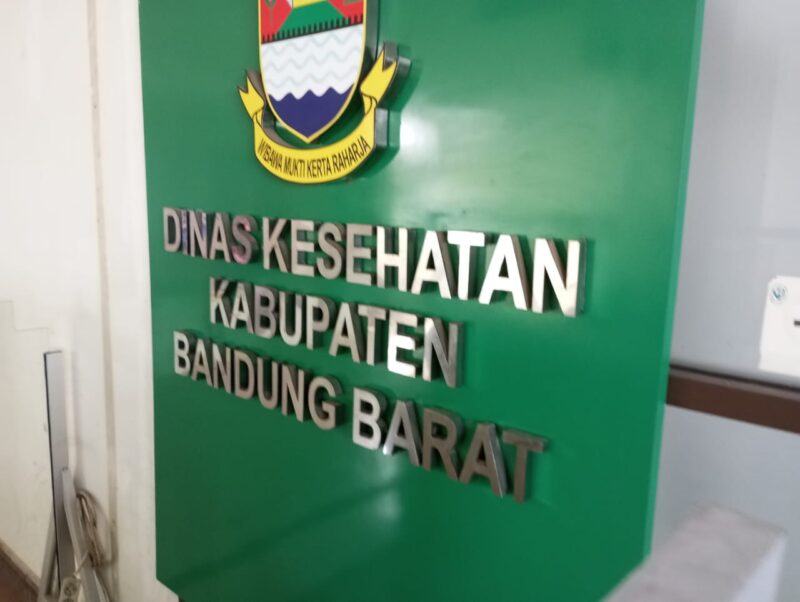 WIBAWA MUKTI KERTA RAHARJA
DINAS KESEHATAN
KABUPATEN
BANDUNG BARAT